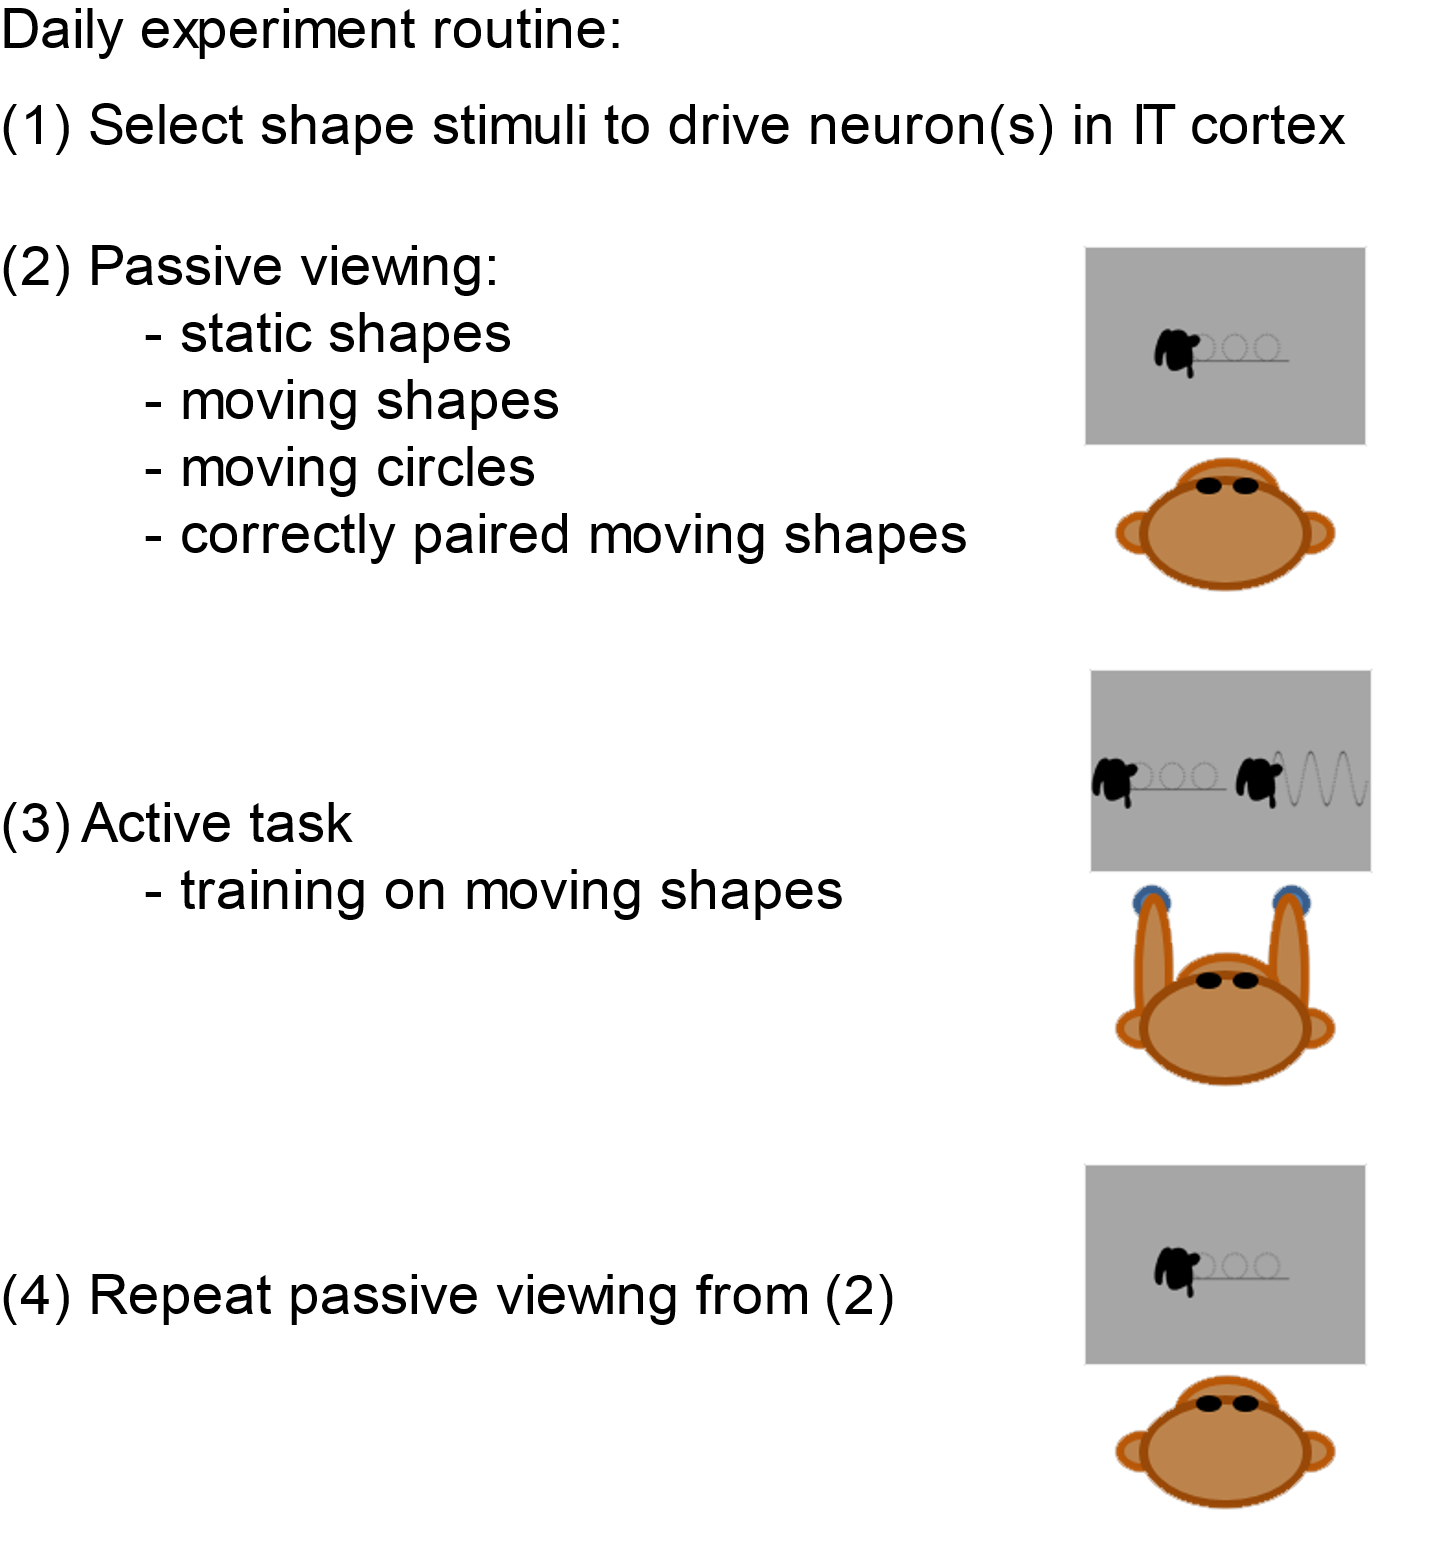 Daily experiment routine:
(1) Select shape stimuli to drive neuron(s) in IT cortex
(2) Passive viewing:
- static shapes
- moving shapes
- moving circles
- correctly paired moving shapes
(3) Active task
- training on moving shapes
(4) Repeat passive viewing from (2)